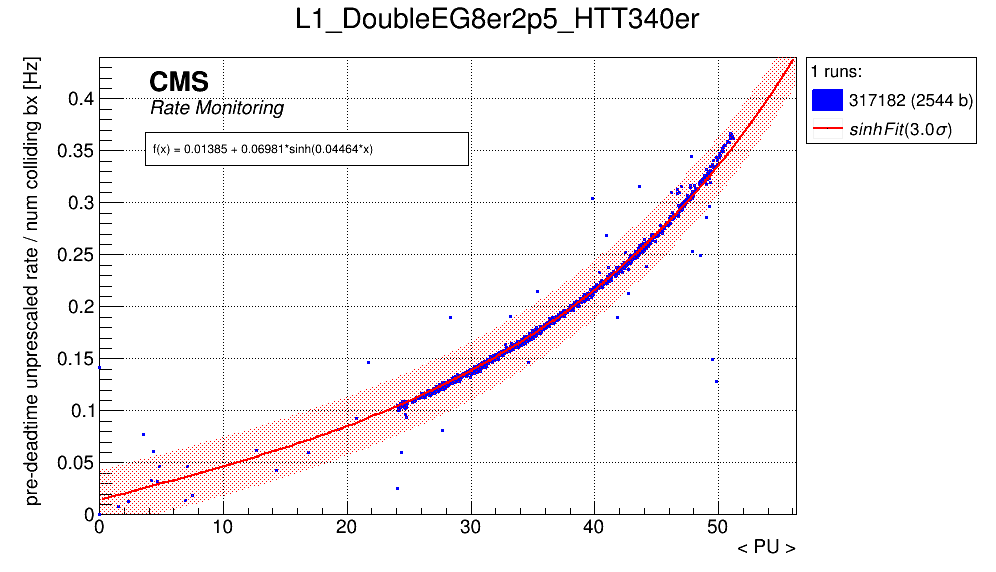 L1_DoubleEG8er2p5_HTT340er
pre-deadtime unprescaled rate / num colliding bx [Hz]
CMS
Rate Monitoring
f(x) = 0.01385 + 0.06981*sinh(0.04464*x)
1 runs:
317182 (2544 b)
sinhFit(3.0σ)
0.4
0.35
0.3
0.25
0.2
0.15
0.1
0.05
0
0 10 20 30 40 50
< PU >